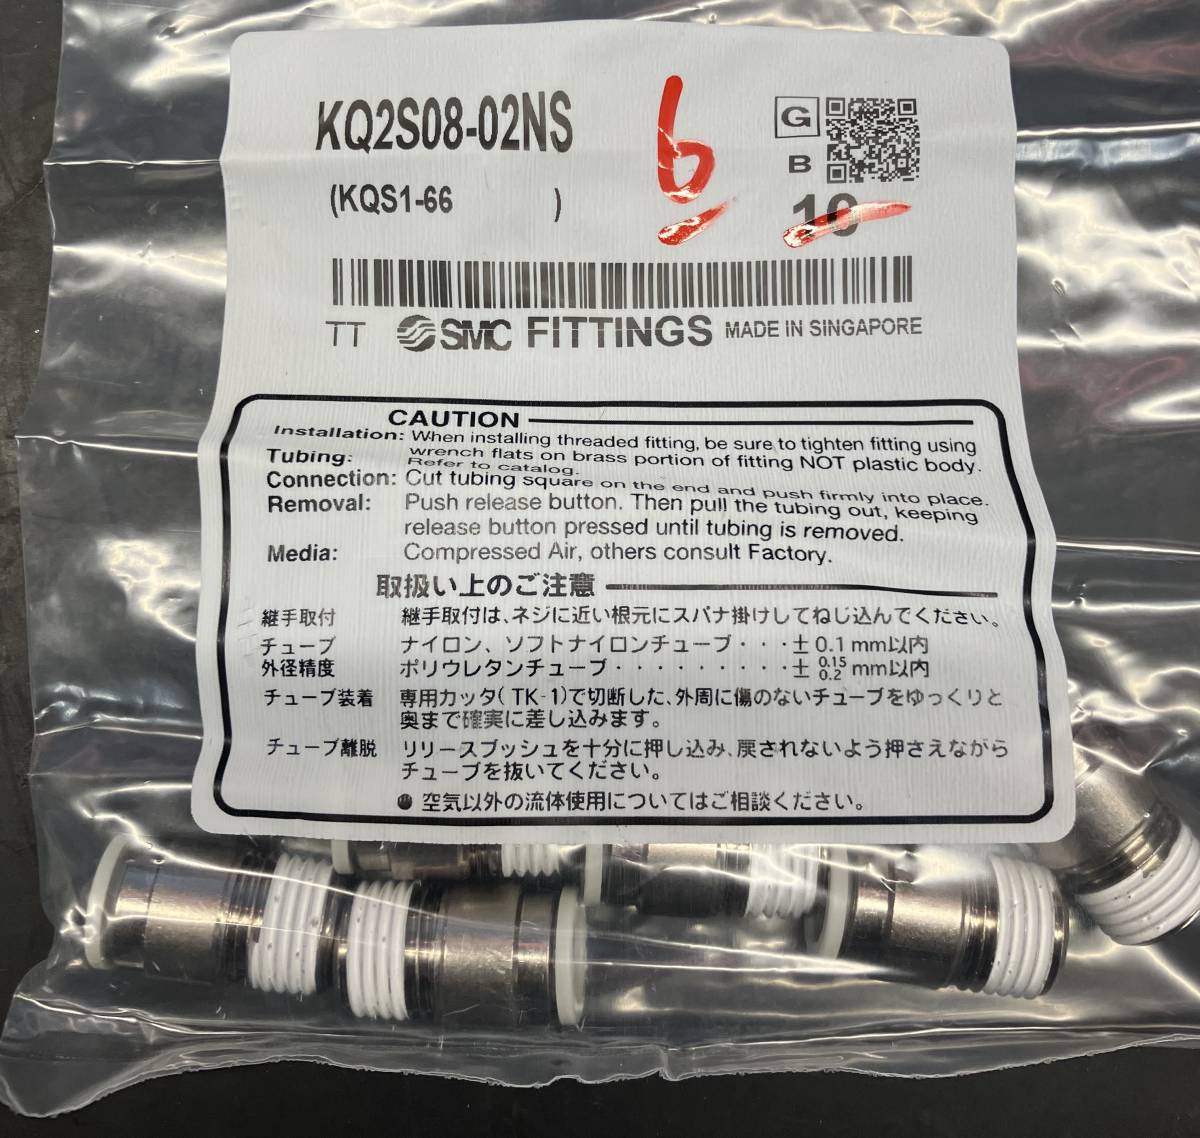 KQ2S08-02NS
6
G
B
(KQS1-66 )
10
TT SMC FITTINGS MADE IN SINGAPORE
CAUTION
Installation: When installing threaded fitting, be sure to tighten fitting using
wrench flats on brass portion of fitting NOT plastic body.
Refer to catalog.
Tubing:
Connection: Cut tubing square on the end and push firmly into place.
Removal: Push release button. Then pull the tubing out, keeping
release button pressed until tubing is removed.
Media: Compressed Air, others consult Factory.
取扱い上のご注意
継手取付 継手取付は、ネジに近い根元にスパナ掛けしてねじ込んでください。
チューブ ナイロン、ソフトナイロンチューブ・・・± 0.1 mm以内
外径精度 ポリウレタンチューブ・・・・・・・・・± 0.15 0.2 mm以内
チューブ装着 専用カッタ(TK-1)で切断した、外周に傷のないチューブをゆっくりと
奥まで確実に差し込みます。
チューブ離脱 リリースブッシュを十分に押し込み、戻されないよう押さえながら
チューブを抜いてください。
● 空気以外の流体使用についてはご相談ください。